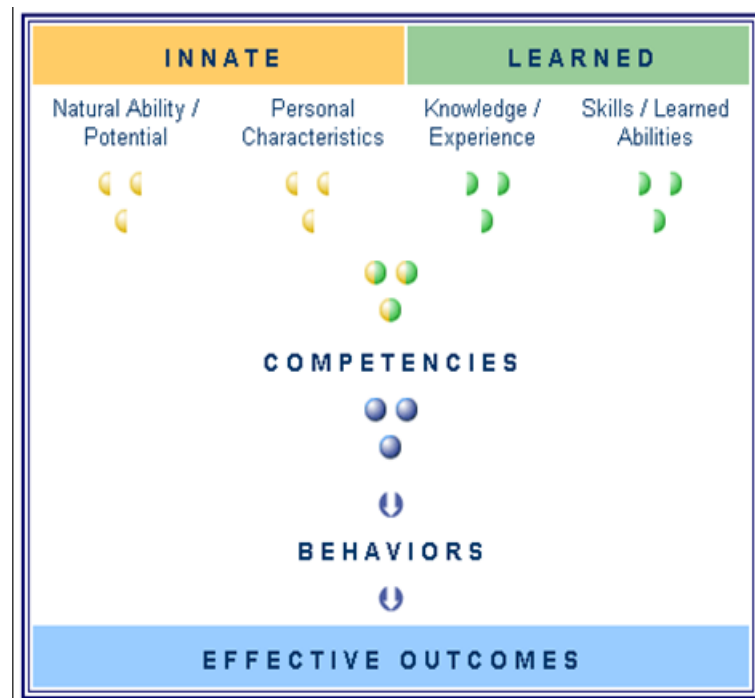 INNATE
LEARNED
Natural Ability /
Potential
Personal
Characteristics
Knowledge /
Experience
Skills / Learned
Abilities
COMPETENCIES
BEHAVIORS
EFFECTIVE OUTCOMES